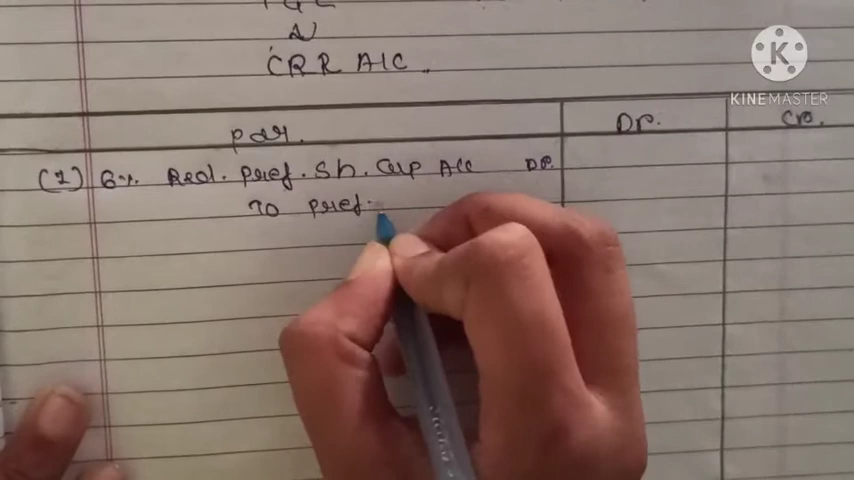 CRR A/C.
K
KINEMASTER
par. Dr. Cr.
(1) 6% Red. pref. sh. cap A/c Dr.
To pref.